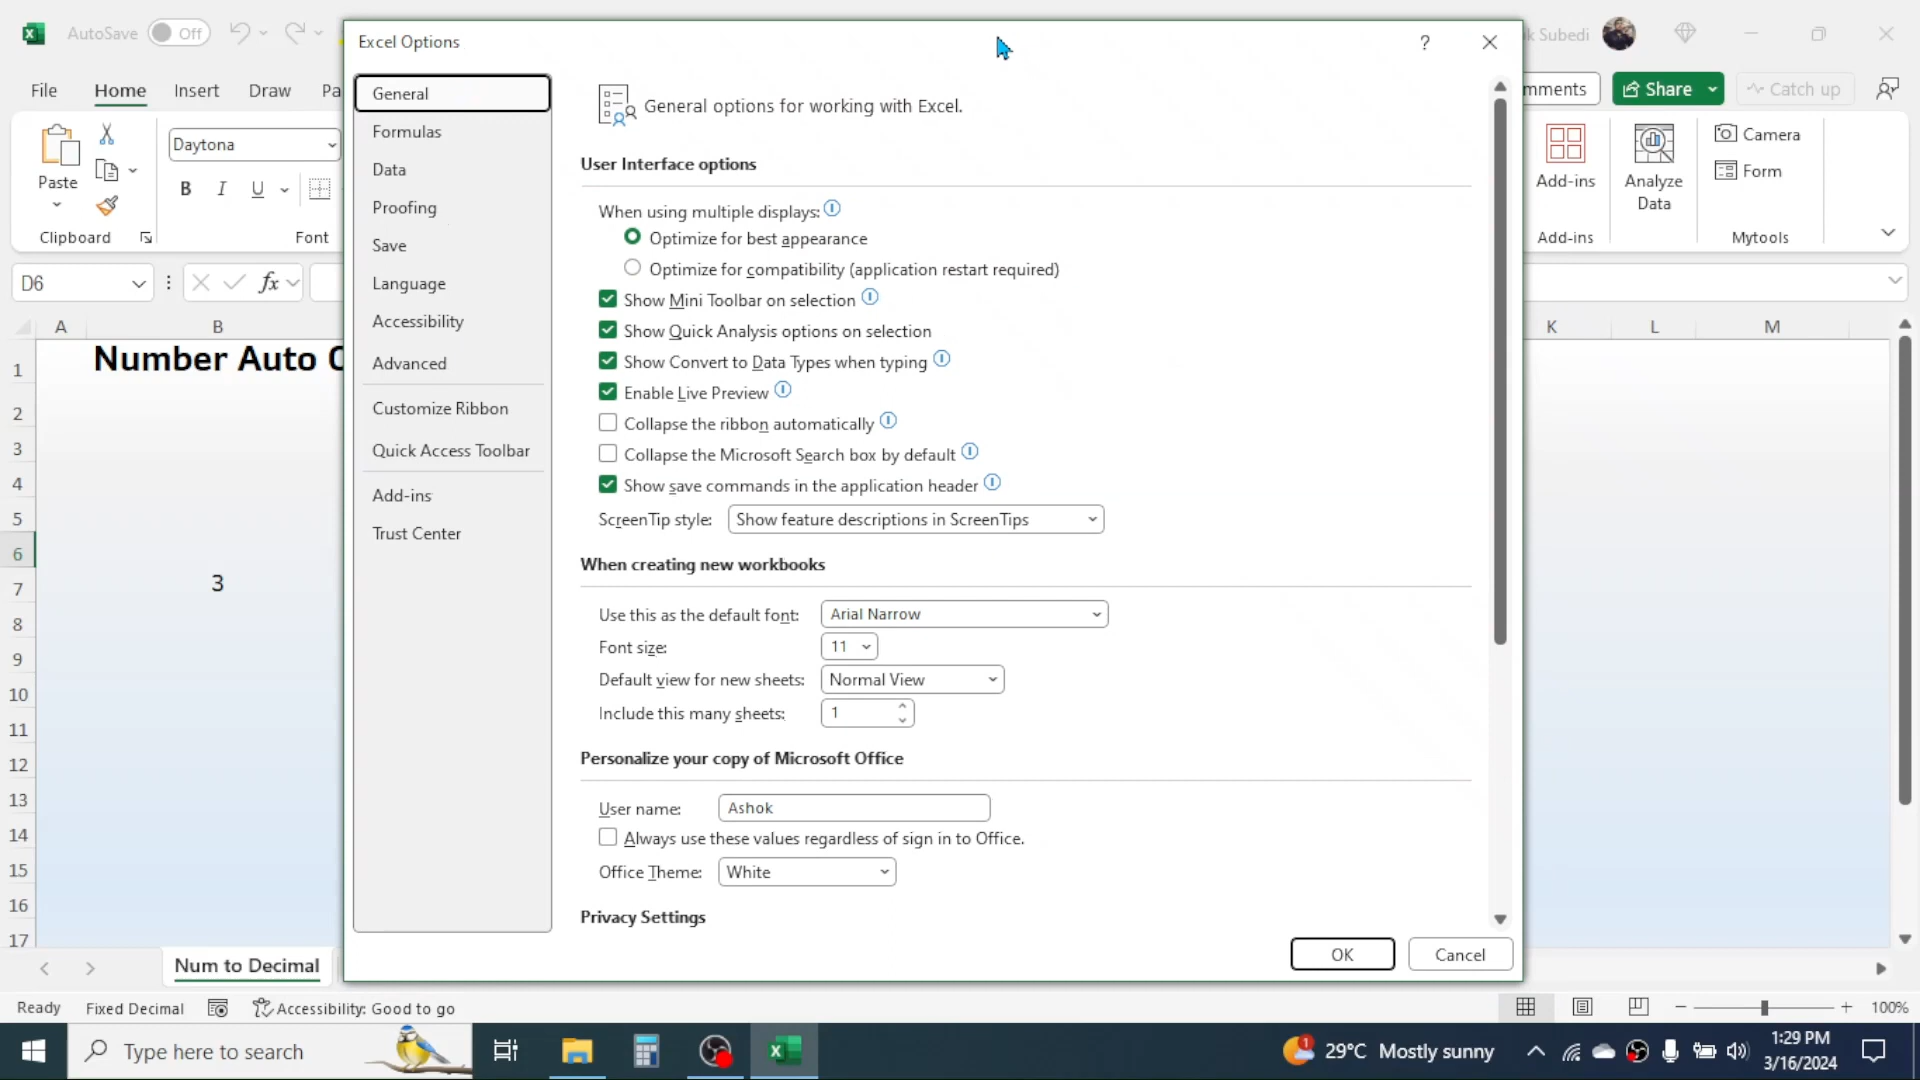 AutoSave Off
Excel Options
k Subedi
File Home Insert Draw Pa
mments Share Catch up
Paste
Clipboard
Daytona
B I U
Font
Add-ins
Add-ins
Analyze
Data
Camera
Form
Mytools
D6
fx
A B K L M
1 Number Auto C
2
3
4
5
6
7 3
8
9
10
11
12
13
14
15
16
17
General
Formulas
Data
Proofing
Save
Language
Accessibility
Advanced
Customize Ribbon
Quick Access Toolbar
Add-ins
Trust Center
General options for working with Excel.
User Interface options
When using multiple displays:
Optimize for best appearance
Optimize for compatibility (application restart required)
Show Mini Toolbar on selection
Show Quick Analysis options on selection
Show Convert to Data Types when typing
Enable Live Preview
Collapse the ribbon automatically
Collapse the Microsoft Search box by default
Show save commands in the application header
ScreenTip style: Show feature descriptions in ScreenTips
When creating new workbooks
Use this as the default font: Arial Narrow
Font size: 11
Default view for new sheets: Normal View
Include this many sheets: 1
Personalize your copy of Microsoft Office
User name: Ashok
Always use these values regardless of sign in to Office.
Office Theme: White
Privacy Settings
OK Cancel
Num to Decimal
Ready Fixed Decimal Accessibility: Good to go
100%
Type here to search
1
29°C Mostly sunny
1:29 PM
3/16/2024